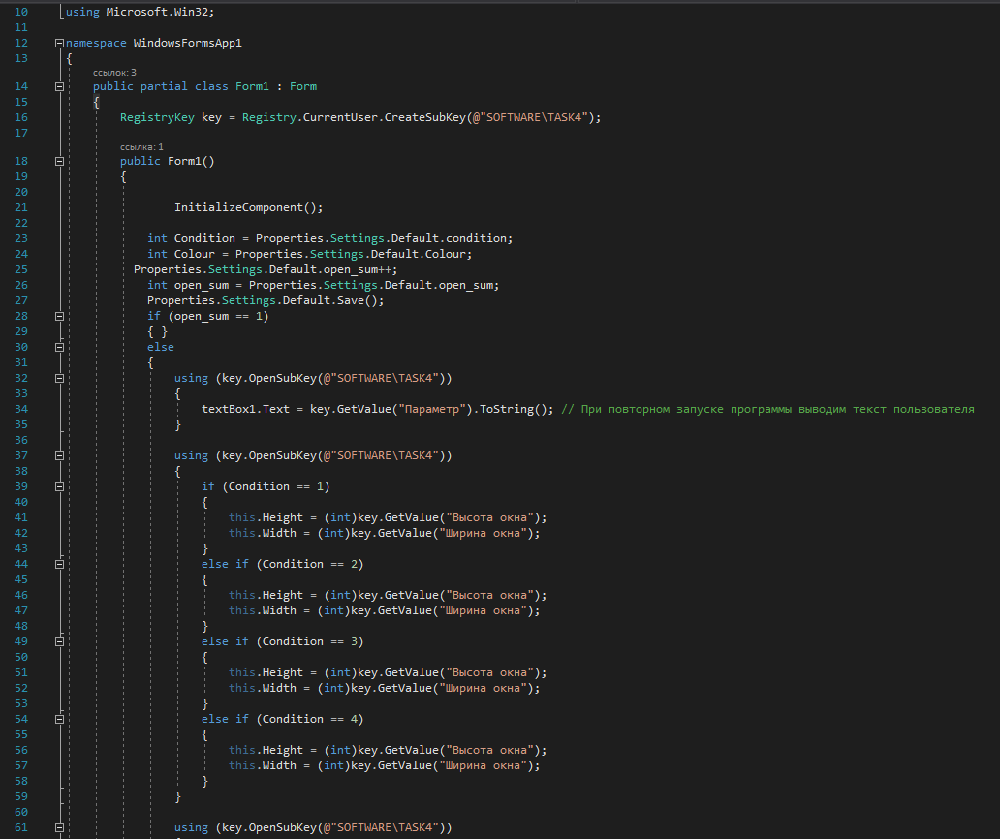 10 using Microsoft.Win32;
11
12 namespace WindowsFormsApp1
13 {
ссылок: 3
14 public partial class Form1 : Form
15 {
16 RegistryKey key = Registry.CurrentUser.CreateSubKey(@"SOFTWARE\TASK4");
17
ссылка: 1
18 public Form1()
19 {
20
21 InitializeComponent();
22
23 int Condition = Properties.Settings.Default.condition;
24 int Colour = Properties.Settings.Default.Colour;
25 Properties.Settings.Default.open_sum++;
26 int open_sum = Properties.Settings.Default.open_sum;
27 Properties.Settings.Default.Save();
28 if (open_sum == 1)
29 { }
30 else
31 {
32 using (key.OpenSubKey(@"SOFTWARE\TASK4"))
33 {
34 textBox1.Text = key.GetValue("Параметр").ToString(); // При повторном запуске программы выводим текст пользователя
35 }
36
37 using (key.OpenSubKey(@"SOFTWARE\TASK4"))
38 {
39 if (Condition == 1)
40 {
41 this.Height = (int)key.GetValue("Высота окна");
42 this.Width = (int)key.GetValue("Ширина окна");
43 }
44 else if (Condition == 2)
45 {
46 this.Height = (int)key.GetValue("Высота окна");
47 this.Width = (int)key.GetValue("Ширина окна");
48 }
49 else if (Condition == 3)
50 {
51 this.Height = (int)key.GetValue("Высота окна");
52 this.Width = (int)key.GetValue("Ширина окна");
53 }
54 else if (Condition == 4)
55 {
56 this.Height = (int)key.GetValue("Высота окна");
57 this.Width = (int)key.GetValue("Ширина окна");
58 }
59 }
60
61 using (key.OpenSubKey(@"SOFTWARE\TASK4"))